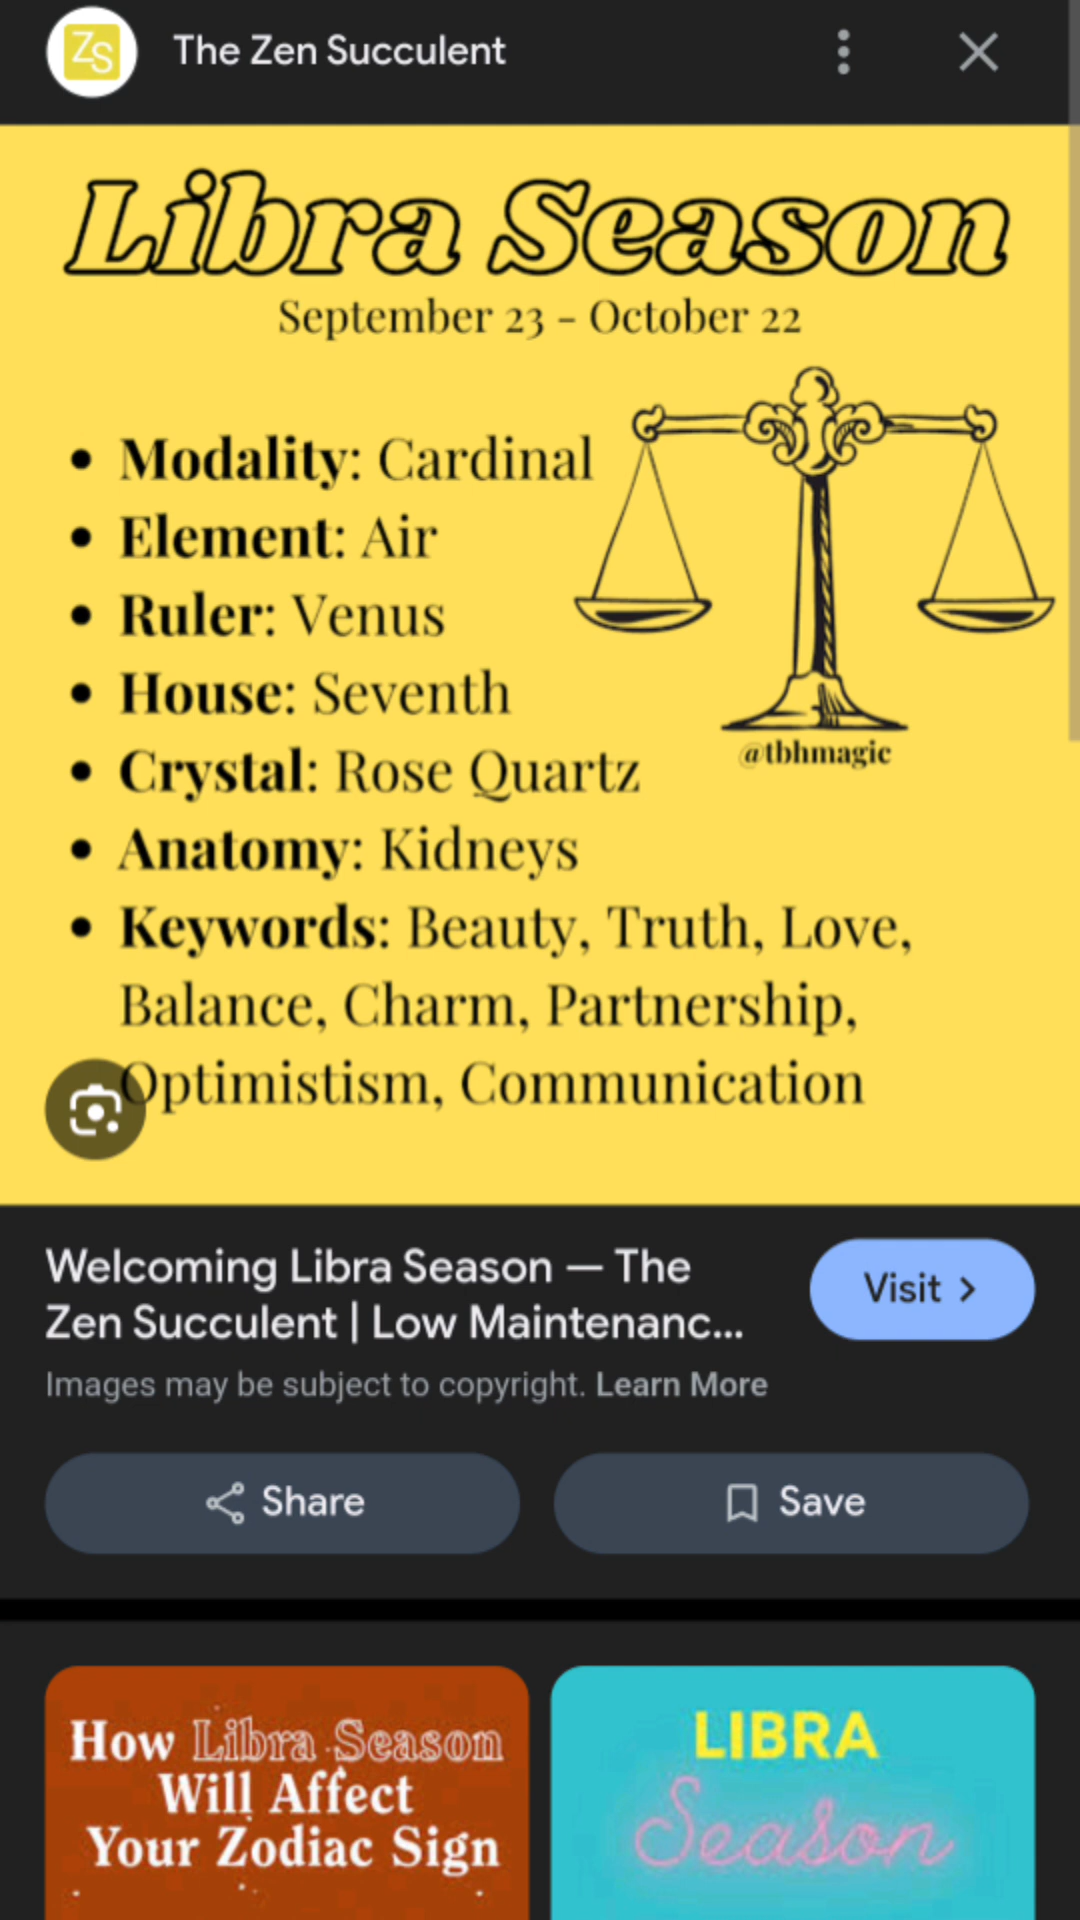 ZS
The Zen Succulent
Libra Season
September 23 - October 22
• Modality: Cardinal
• Element: Air
• Ruler: Venus
• House: Seventh
@tbhmagic
• Crystal: Rose Quartz
• Anatomy: Kidneys
• Keywords: Beauty, Truth, Love,
Balance, Charm, Partnership,
Optimistism, Communication
Welcoming Libra Season — The
Zen Succulent | Low Maintenanc...
Visit >
Images may be subject to copyright. Learn More
Share
Save
How Libra Season
Will Affect
Your Zodiac Sign
LIBRA
Season